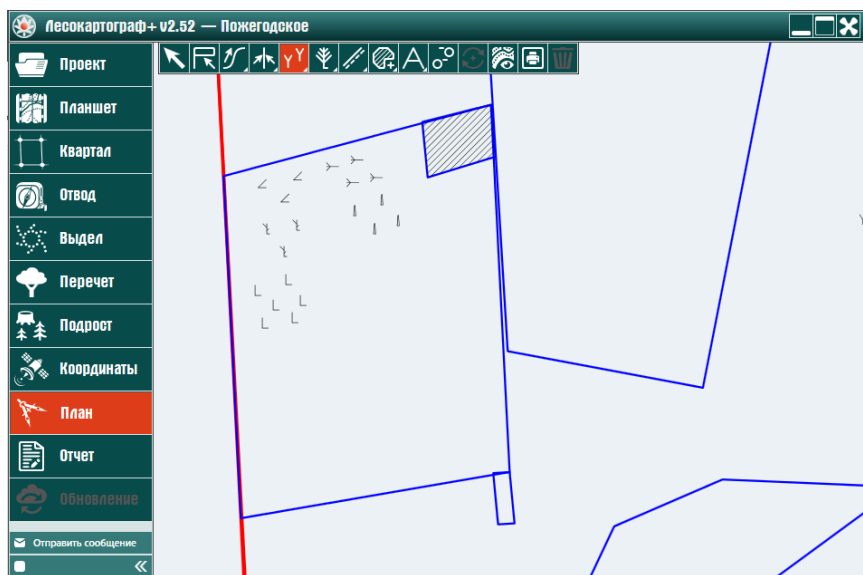 Лесокартограф+ v2.52 — Пожегодское
Проект
Планшет
Квартал
Отвод
Выдел
Перечет
Подрост
Координаты
План
Отчет
Обновление
Отправить сообщение